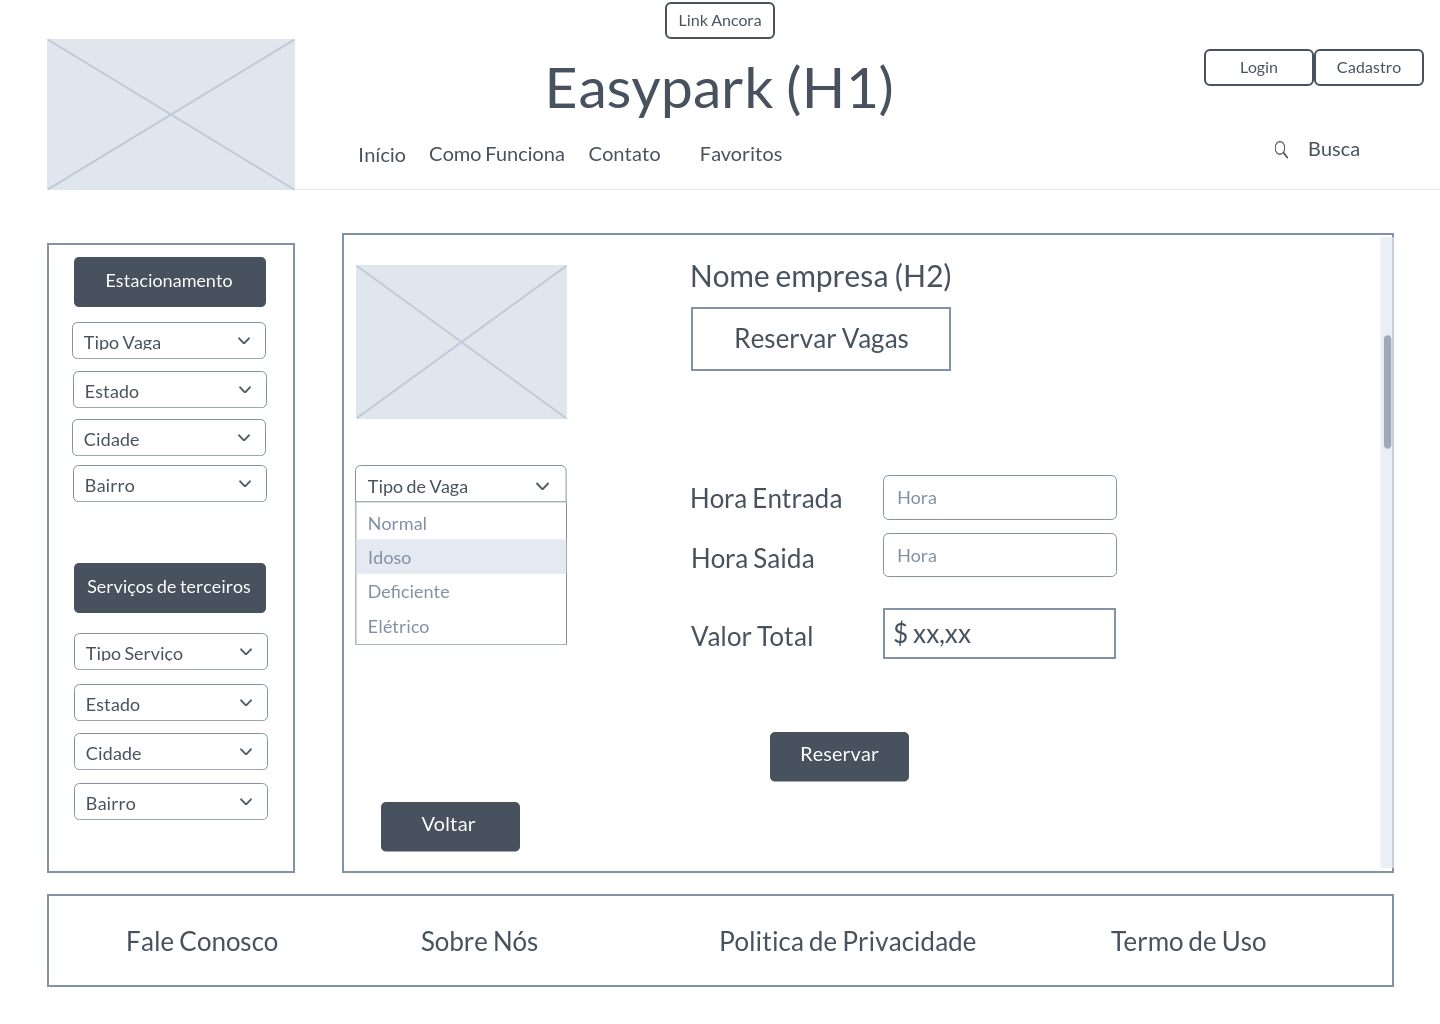 Link Ancora
Easypark (H1)
Login
Cadastro
Início
Como Funciona
Contato
Favoritos
Busca
Estacionamento
Tipo Vaga
Estado
Cidade
Bairro
Serviços de terceiros
Tipo Serviço
Estado
Cidade
Bairro
Nome empresa (H2)
Reservar Vagas
Tipo de Vaga
Normal
Idoso
Deficiente
Elétrico
Hora Entrada
Hora
Hora Saida
Hora
Valor Total
$ xx,xx
Reservar
Voltar
Fale Conosco
Sobre Nós
Politica de Privacidade
Termo de Uso